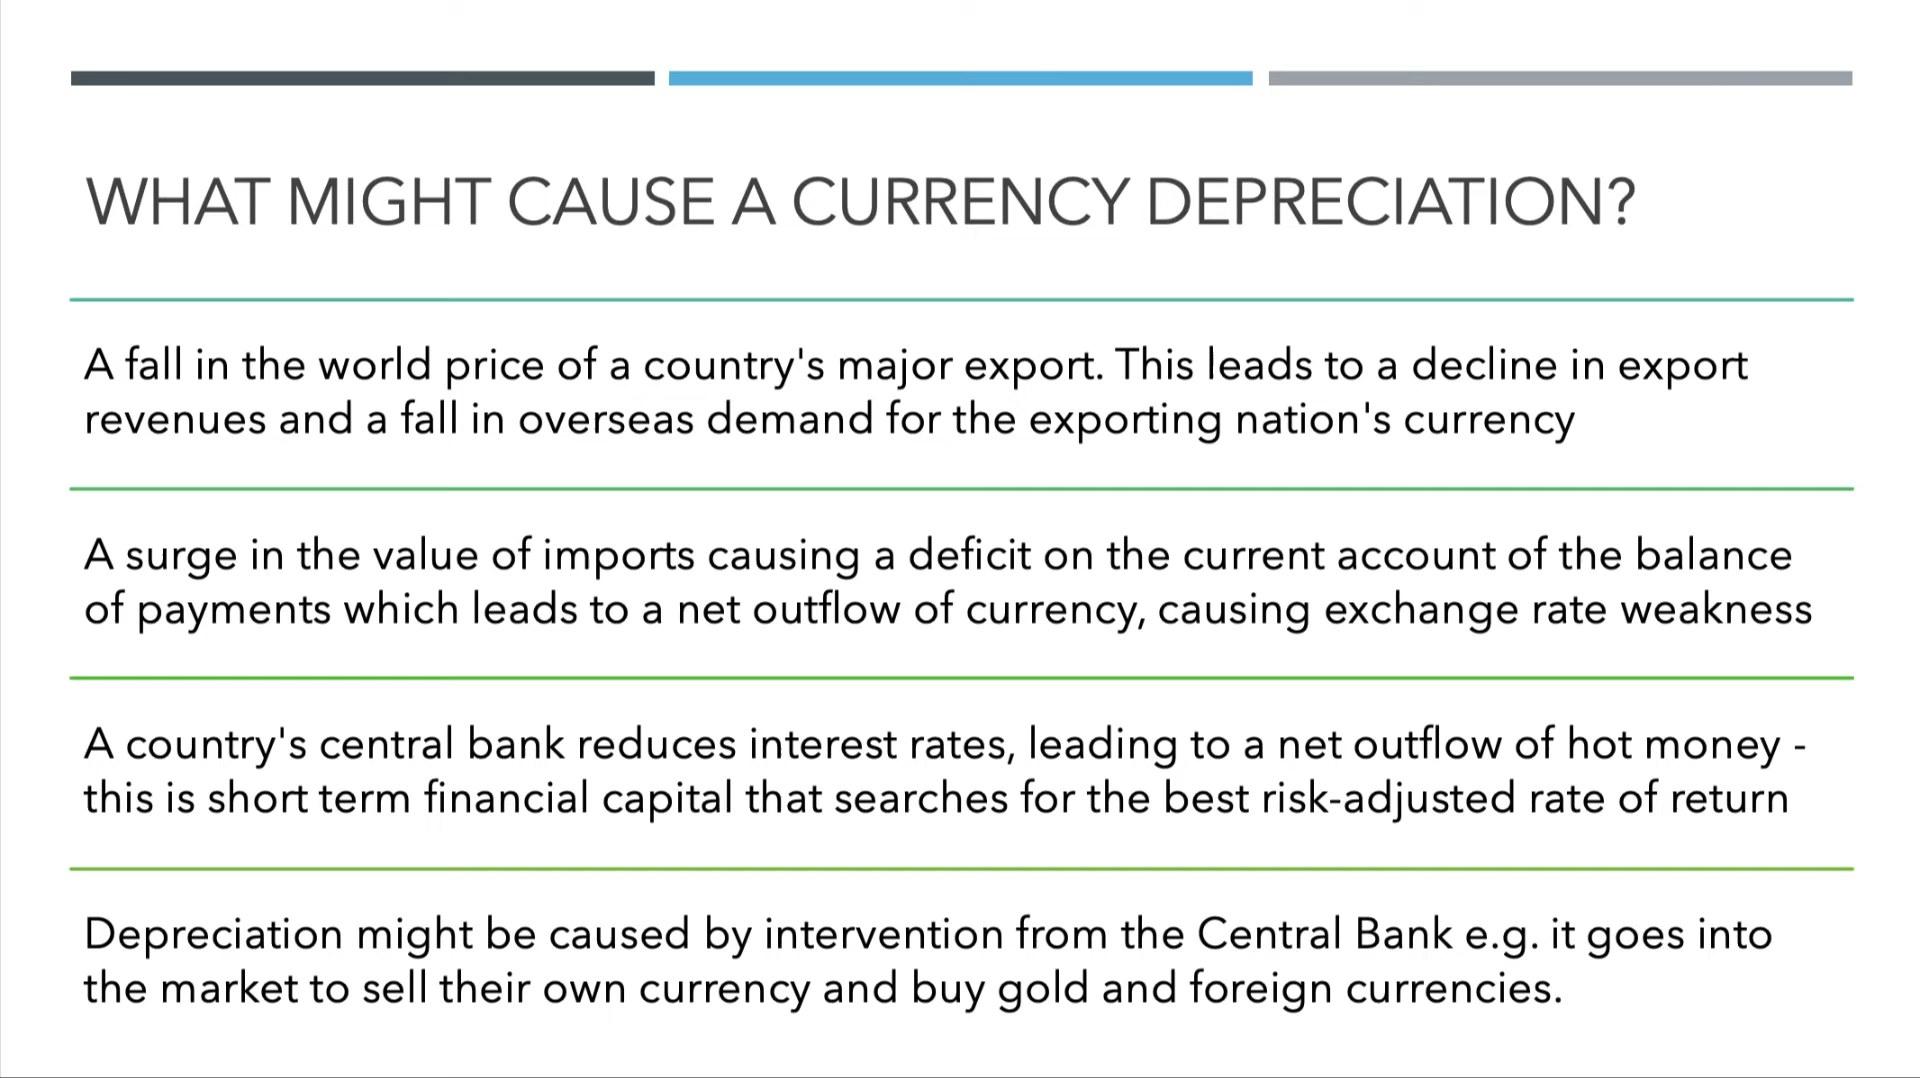 WHAT MIGHT CAUSE A CURRENCY DEPRECIATION?
A fall in the world price of a country's major export. This leads to a decline in export
revenues and a fall in overseas demand for the exporting nation's currency
A surge in the value of imports causing a deficit on the current account of the balance
of payments which leads to a net outflow of currency, causing exchange rate weakness
A country's central bank reduces interest rates, leading to a net outflow of hot money -
this is short term financial capital that searches for the best risk-adjusted rate of return
Depreciation might be caused by intervention from the Central Bank e.g. it goes into
the market to sell their own currency and buy gold and foreign currencies.